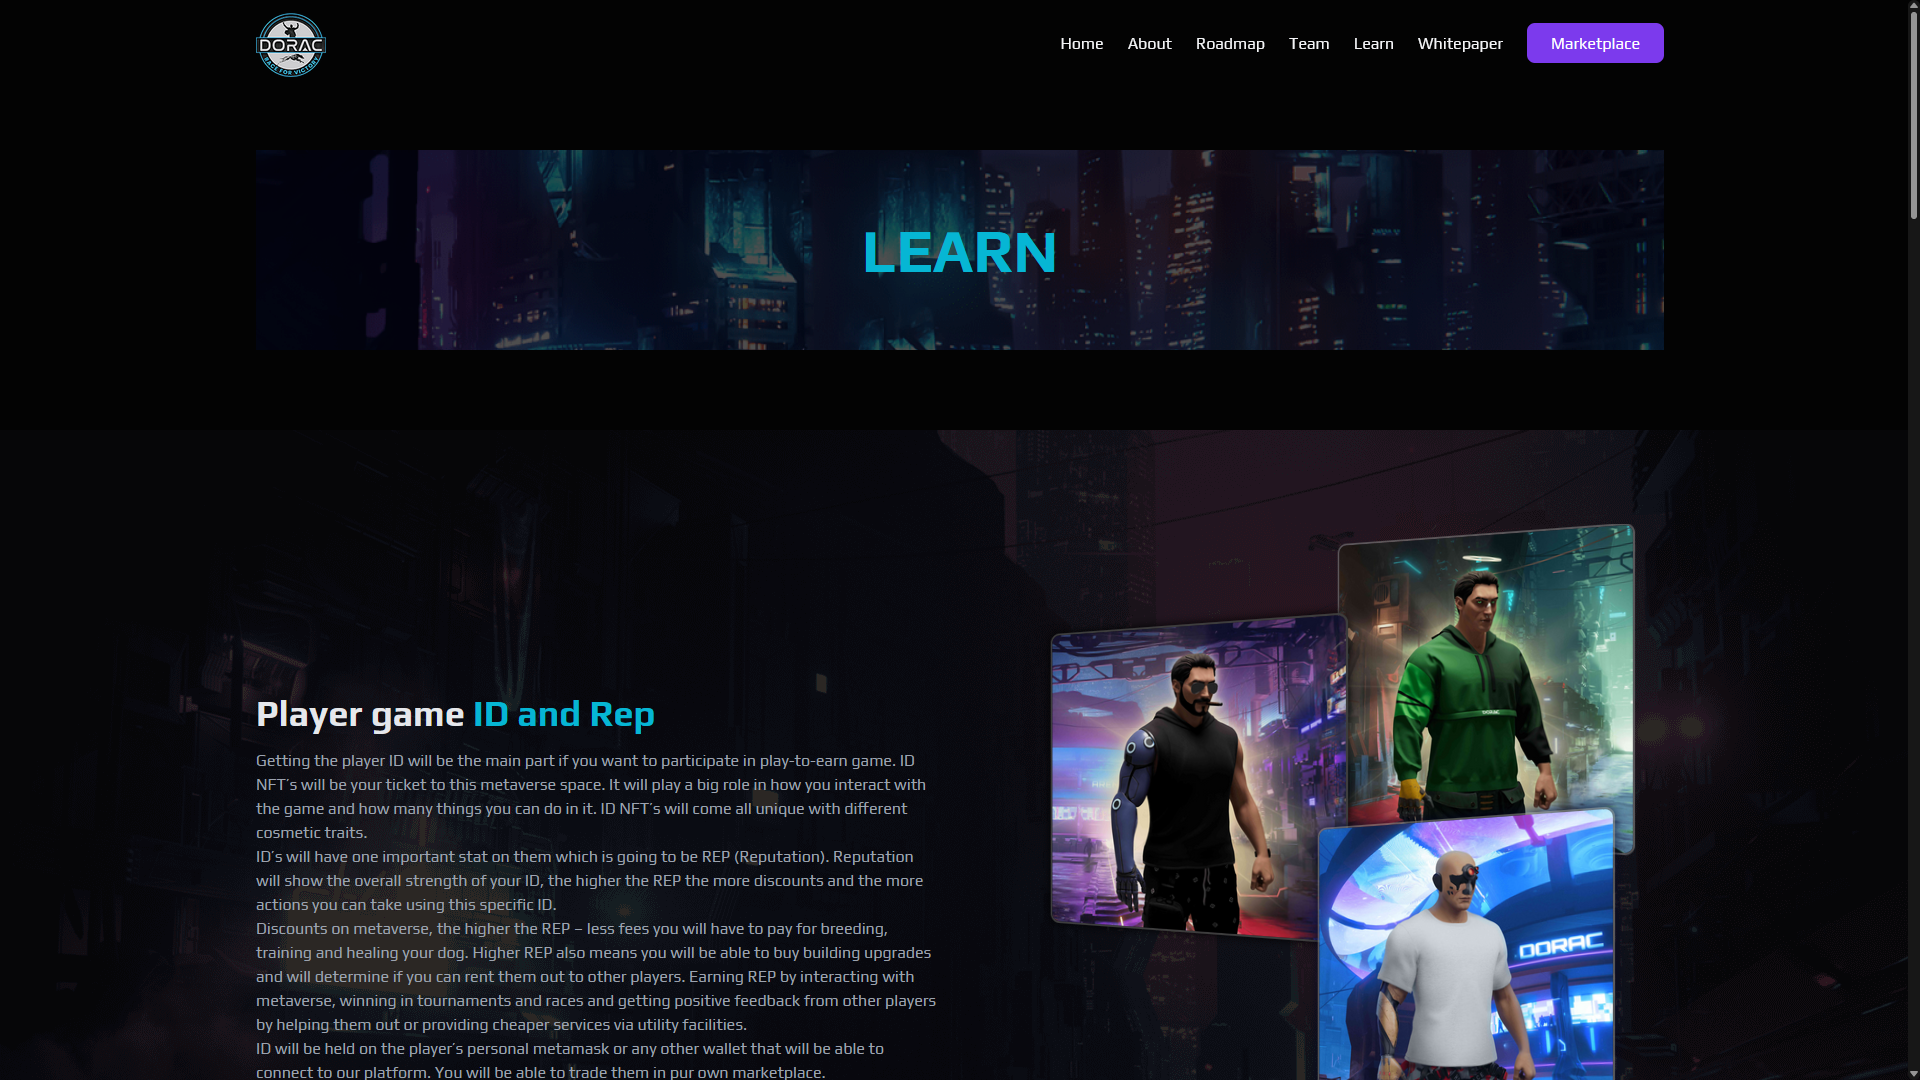 DORAC
RACE FOR VICTORY
Home
About
Roadmap
Team
Learn
Whitepaper
Marketplace
LEARN
Player game ID and Rep
Getting the player ID will be the main part if you want to participate in play-to-earn game. ID
NFT's will be your ticket to this metaverse space. It will play a big role in how you interact with
the game and how many things you can do in it. ID NFT's will come all unique with different
cosmetic traits.
ID's will have one important stat on them which is going to be REP (Reputation). Reputation
will show the overall strength of your ID, the higher the REP the more discounts and the more
actions you can take using this specific ID.
Discounts on metaverse, the higher the REP – less fees you will have to pay for breeding,
training and healing your dog. Higher REP also means you will be able to buy building upgrades
and will determine if you can rent them out to other players. Earning REP by interacting with
metaverse, winning in tournaments and races and getting positive feedback from other players
by helping them out or providing cheaper services via utility facilities.
ID will be held on the player's personal metamask or any other wallet that will be able to
connect to our platform. You will be able to trade them in pur own marketplace.
DORAC
DORAC